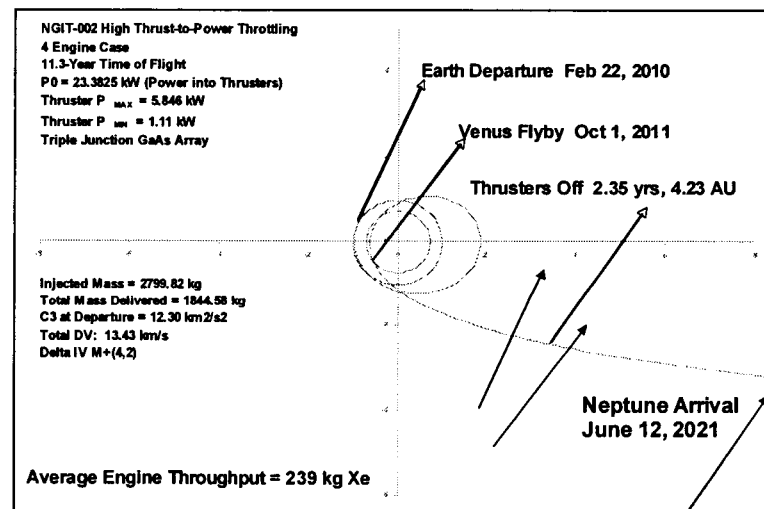 NGIT-002 High Thrust-to-Power Throttling
4 Engine Case
11.3-Year Time of Flight
P0 = 23.3825 kW (Power into Thrusters)
Thruster P MAX = 5.846 kW
Thruster P MIN = 1.11 kW
Triple Junction GaAs Array
Earth Departure Feb 22, 2010
Venus Flyby Oct 1, 2011
Thrusters Off 2.35 yrs, 4.23 AU
Injected Mass = 2799.82 kg
Total Mass Delivered = 1844.58 kg
C3 at Departure = 12.30 km2/s2
Total DV: 13.43 km/s
Delta IV M+(4,2)
Neptune Arrival
June 12, 2021
Average Engine Throughput = 239 kg Xe